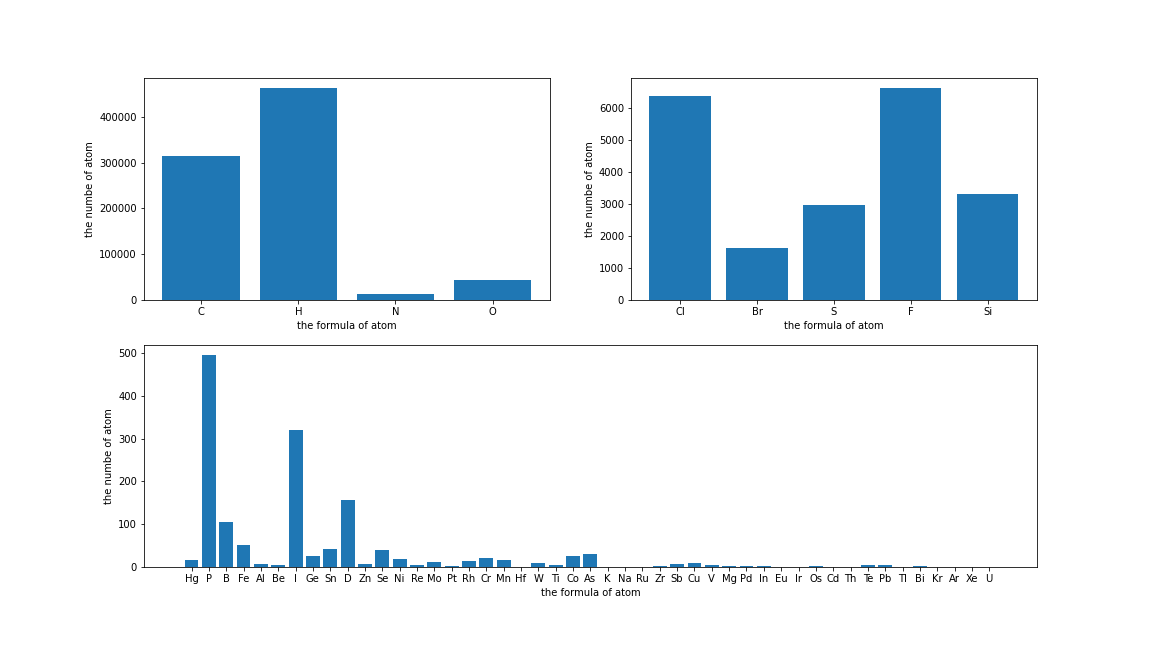 400000
300000
200000
100000
0
the numbe of atom
C H N O
the formula of atom
6000
5000
4000
3000
2000
1000
0
the numbe of atom
Cl Br S F Si
the formula of atom
500
400
300
200
100
0
the numbe of atom
Hg P B Fe Al Be I Ge Sn D Zn Se Ni Re Mo Pt Rh Cr Mn Hf W Ti Co As K Na Ru Zr Sb Cu V Mg Pd In Eu Ir Os Cd Th Te Pb Tl Bi Kr Ar Xe U
the formula of atom